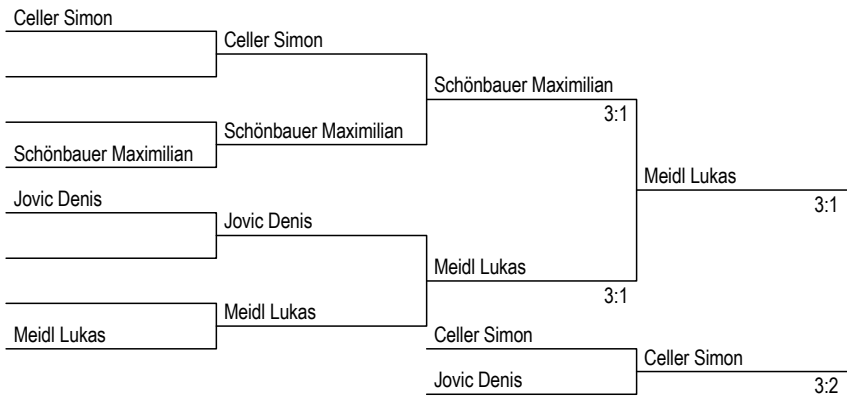 Celler Simon
Celler Simon
Schönbauer Maximilian
3:1
Schönbauer Maximilian
Schönbauer Maximilian
Meidl Lukas
3:1
Jovic Denis
Jovic Denis
Meidl Lukas
3:1
Meidl Lukas
Meidl Lukas
Celler Simon
Celler Simon
Jovic Denis
3:2